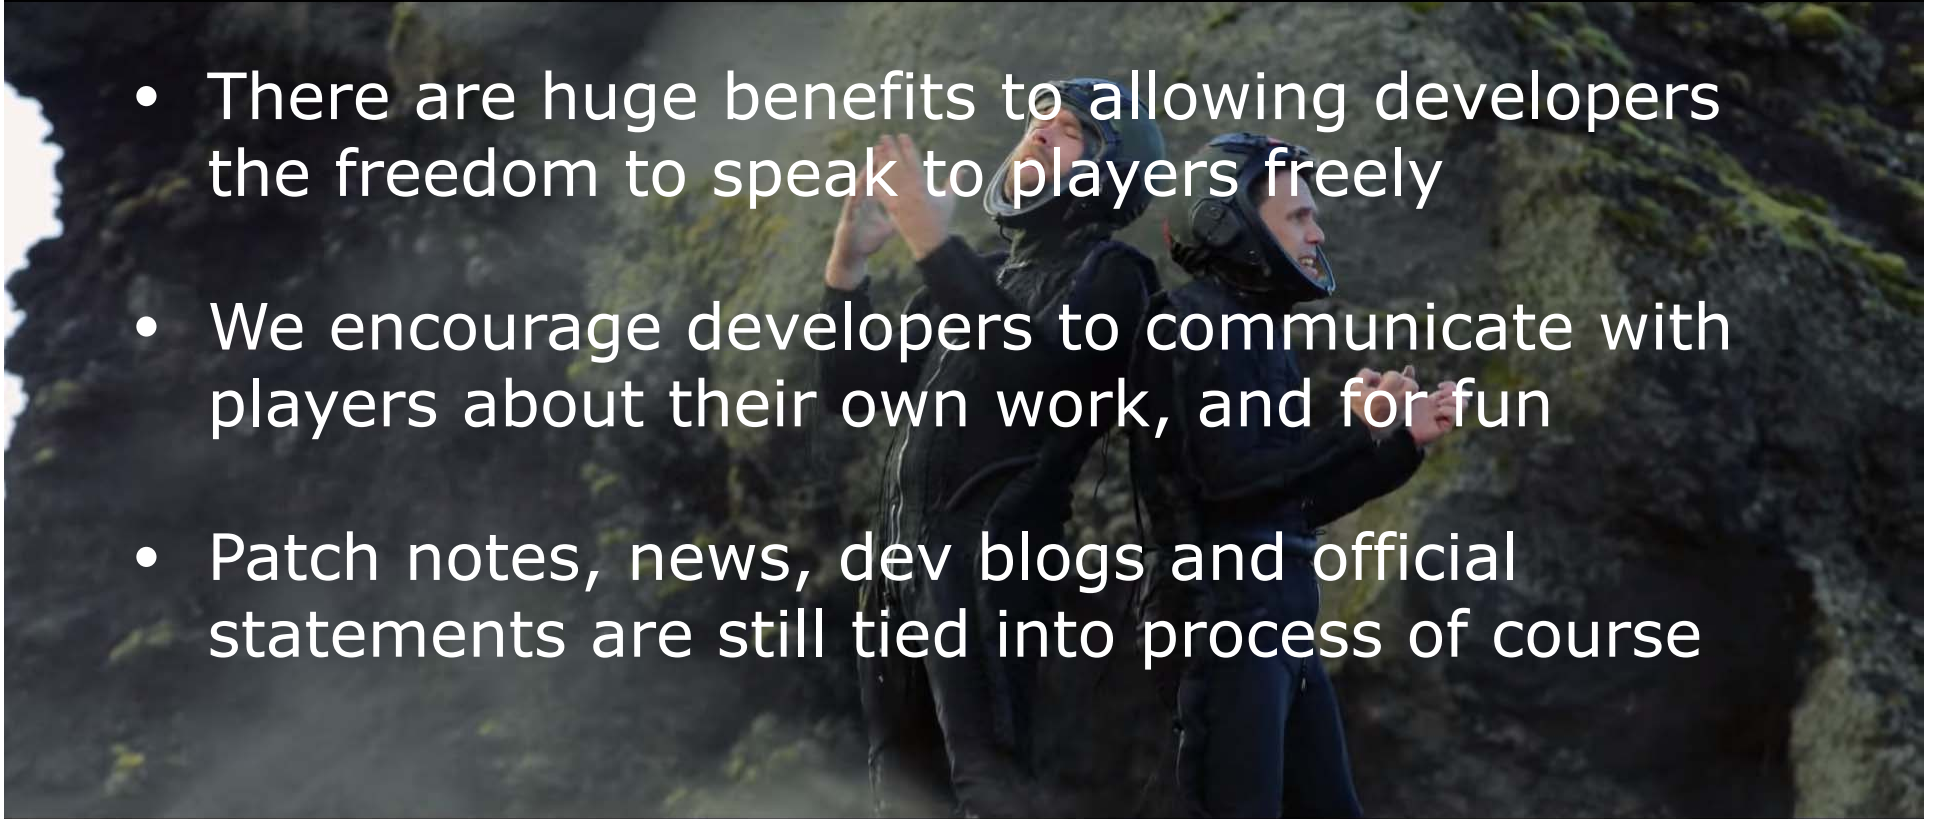 • There are huge benefits to allowing developers
the freedom to speak to players freely
• We encourage developers to communicate with
players about their own work, and for fun
• Patch notes, news, dev blogs and official
statements are still tied into process of course